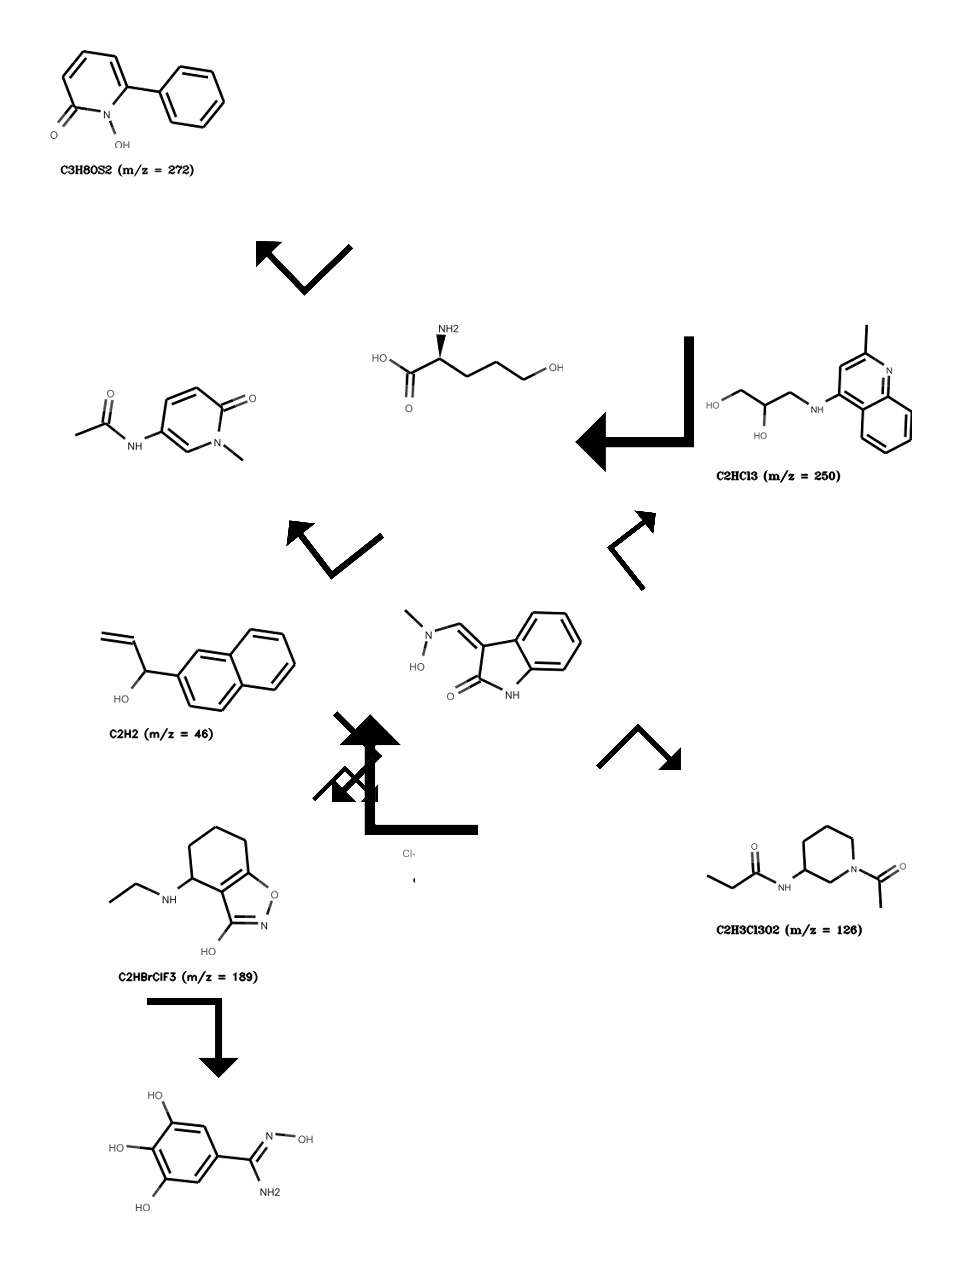 N
O
OH
C3H8OS2 (m/z = 272)
NH2
HO
OH
O
O
O
NH
N
N
HO
NH
HO
C2HCl3 (m/z = 250)
N
HO
O
NH
HO
C2H2 (m/z = 46)
Cl-
O
N
NH
O
NH
O
N
HO
C2HBrClF3 (m/z = 189)
C2H3Cl3O2 (m/z = 126)
HO
N
OH
HO
NH2
HO